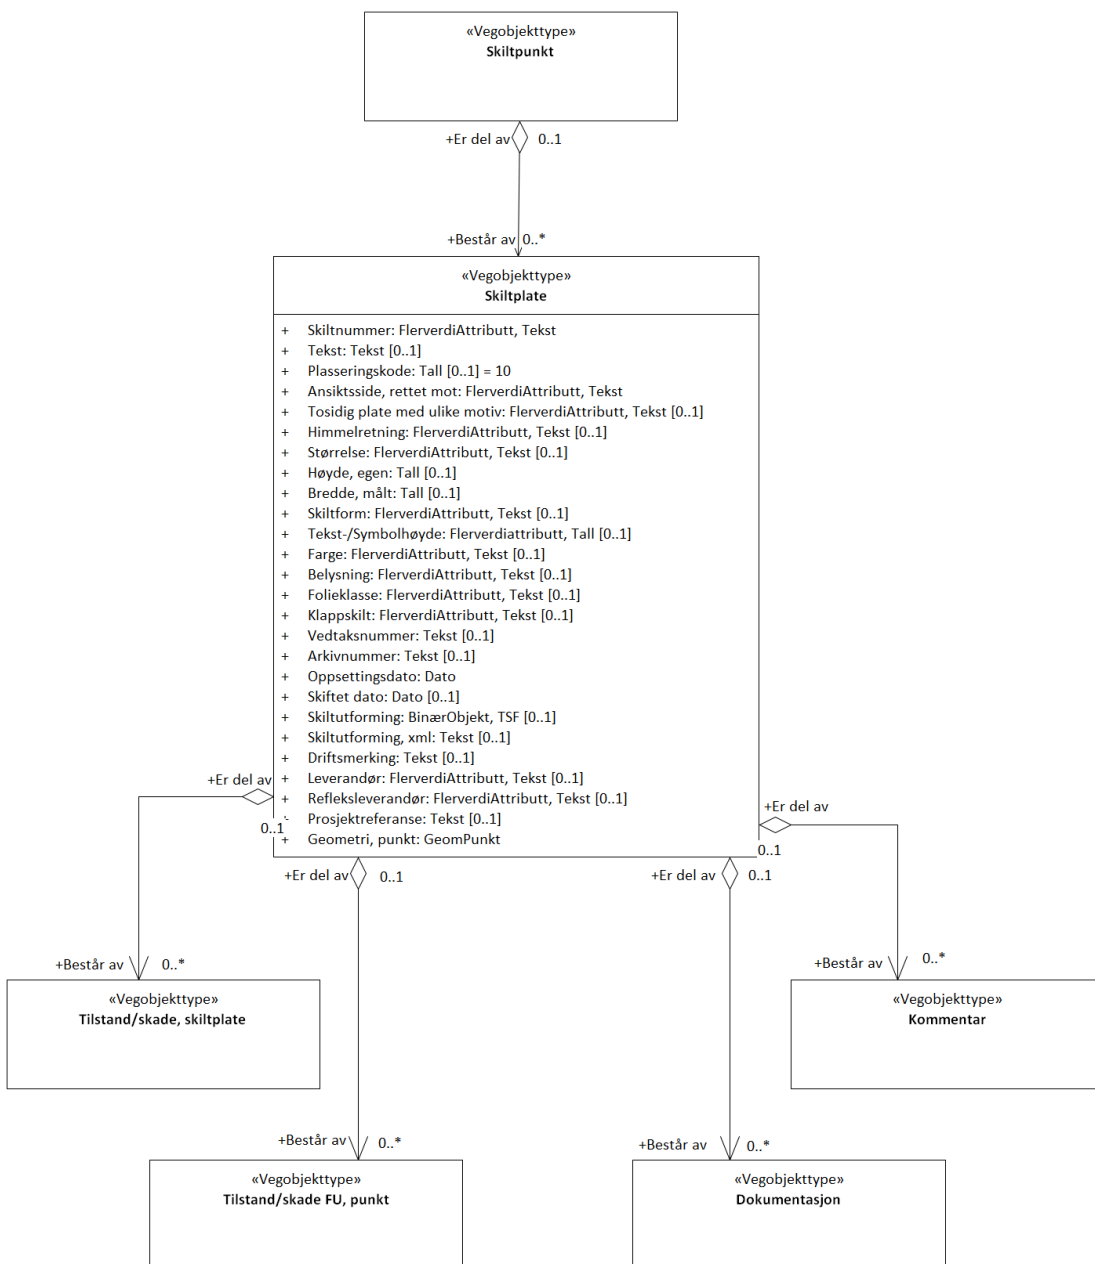 «Vegobjekttype»
Skiltpunkt
+Er del av 0..1
+Består av 0..*
«Vegobjekttype»
Skiltplate
+ Skiltnummer: FlerverdiAttributt, Tekst
+ Tekst: Tekst [0..1]
+ Plasseringskode: Tall [0..1] = 10
+ Ansiktsside, rettet mot: FlerverdiAttributt, Tekst
+ Tosidig plate med ulike motiv: FlerverdiAttributt, Tekst [0..1]
+ Himmelretning: FlerverdiAttributt, Tekst [0..1]
+ Størrelse: FlerverdiAttributt, Tekst [0..1]
+ Høyde, egen: Tall [0..1]
+ Bredde, målt: Tall [0..1]
+ Skiltform: FlerverdiAttributt, Tekst [0..1]
+ Tekst-/Symbolhøyde: Flerverdiattributt, Tall [0..1]
+ Farge: FlerverdiAttributt, Tekst [0..1]
+ Belysning: FlerverdiAttributt, Tekst [0..1]
+ Folieklasse: FlerverdiAttributt, Tekst [0..1]
+ Klappskilt: FlerverdiAttributt, Tekst [0..1]
+ Vedtaksnummer: Tekst [0..1]
+ Arkivnummer: Tekst [0..1]
+ Oppsettingsdato: Dato
+ Skiftet dato: Dato [0..1]
+ Skiltutforming: BinærObjekt, TSF [0..1]
+ Skiltutforming, xml: Tekst [0..1]
+ Driftsmerking: Tekst [0..1]
+ Leverandør: FlerverdiAttributt, Tekst [0..1]
+ Refleksleverandør: FlerverdiAttributt, Tekst [0..1]
+ Prosjektreferanse: Tekst [0..1]
+ Geometri, punkt: GeomPunkt
+Er del av
0..1
+Er del av
0..1
+Er del av 0..1
+Er del av 0..1
+Består av 0..*
+Består av 0..*
«Vegobjekttype»
Tilstand/skade, skiltplate
«Vegobjekttype»
Kommentar
+Består av 0..*
+Består av 0..*
«Vegobjekttype»
Tilstand/skade FU, punkt
«Vegobjekttype»
Dokumentasjon